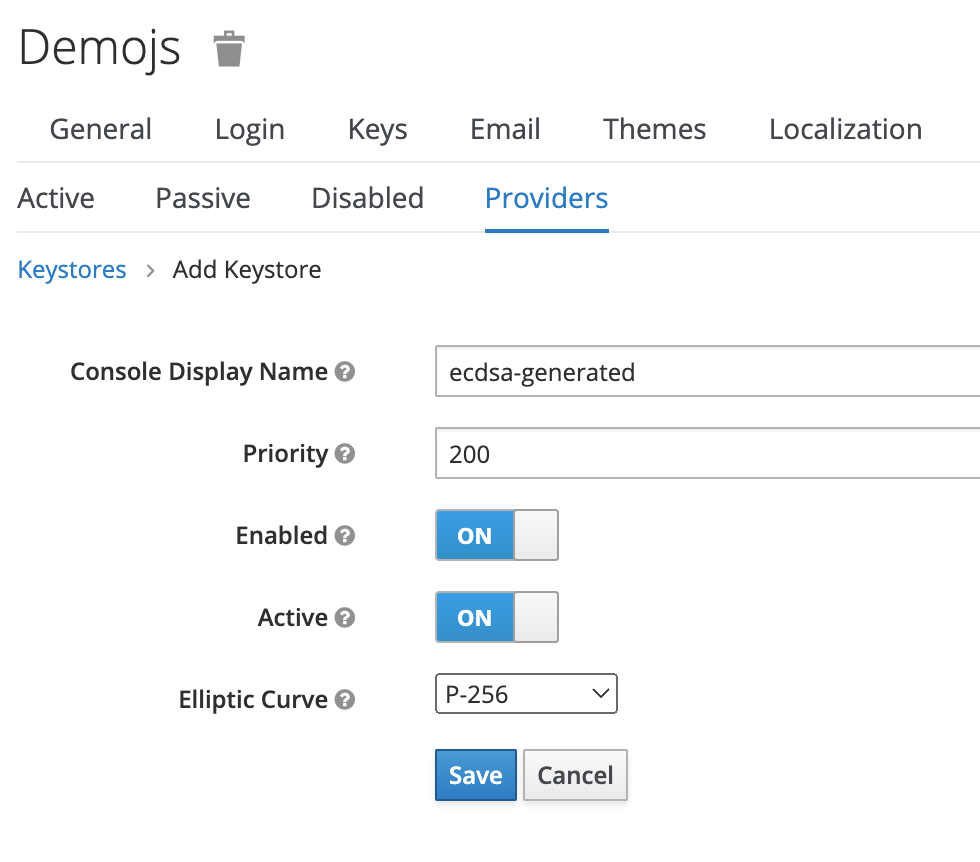 Demojs
General Login Keys Email Themes Localization
Active Passive Disabled Providers
Keystores > Add Keystore
Console Display Name ? ecdsa-generated
Priority ? 200
Enabled ? ON
Active ? ON
Elliptic Curve ? P-256
Save Cancel